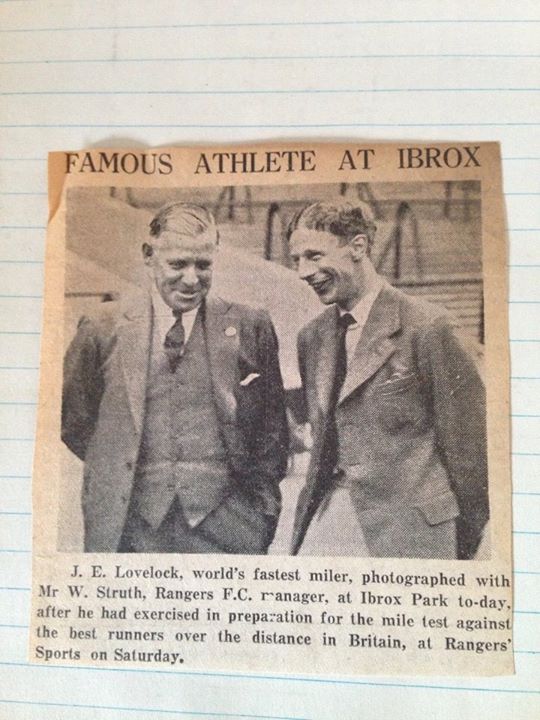 FAMOUS ATHLETE AT IBROX
J. E. Lovelock, world's fastest miler, photographed with
Mr W. Struth, Rangers F.C. manager, at Ibrox Park to-day,
after he had exercised in preparation for the mile test against
the best runners over the distance in Britain, at Rangers'
Sports on Saturday.